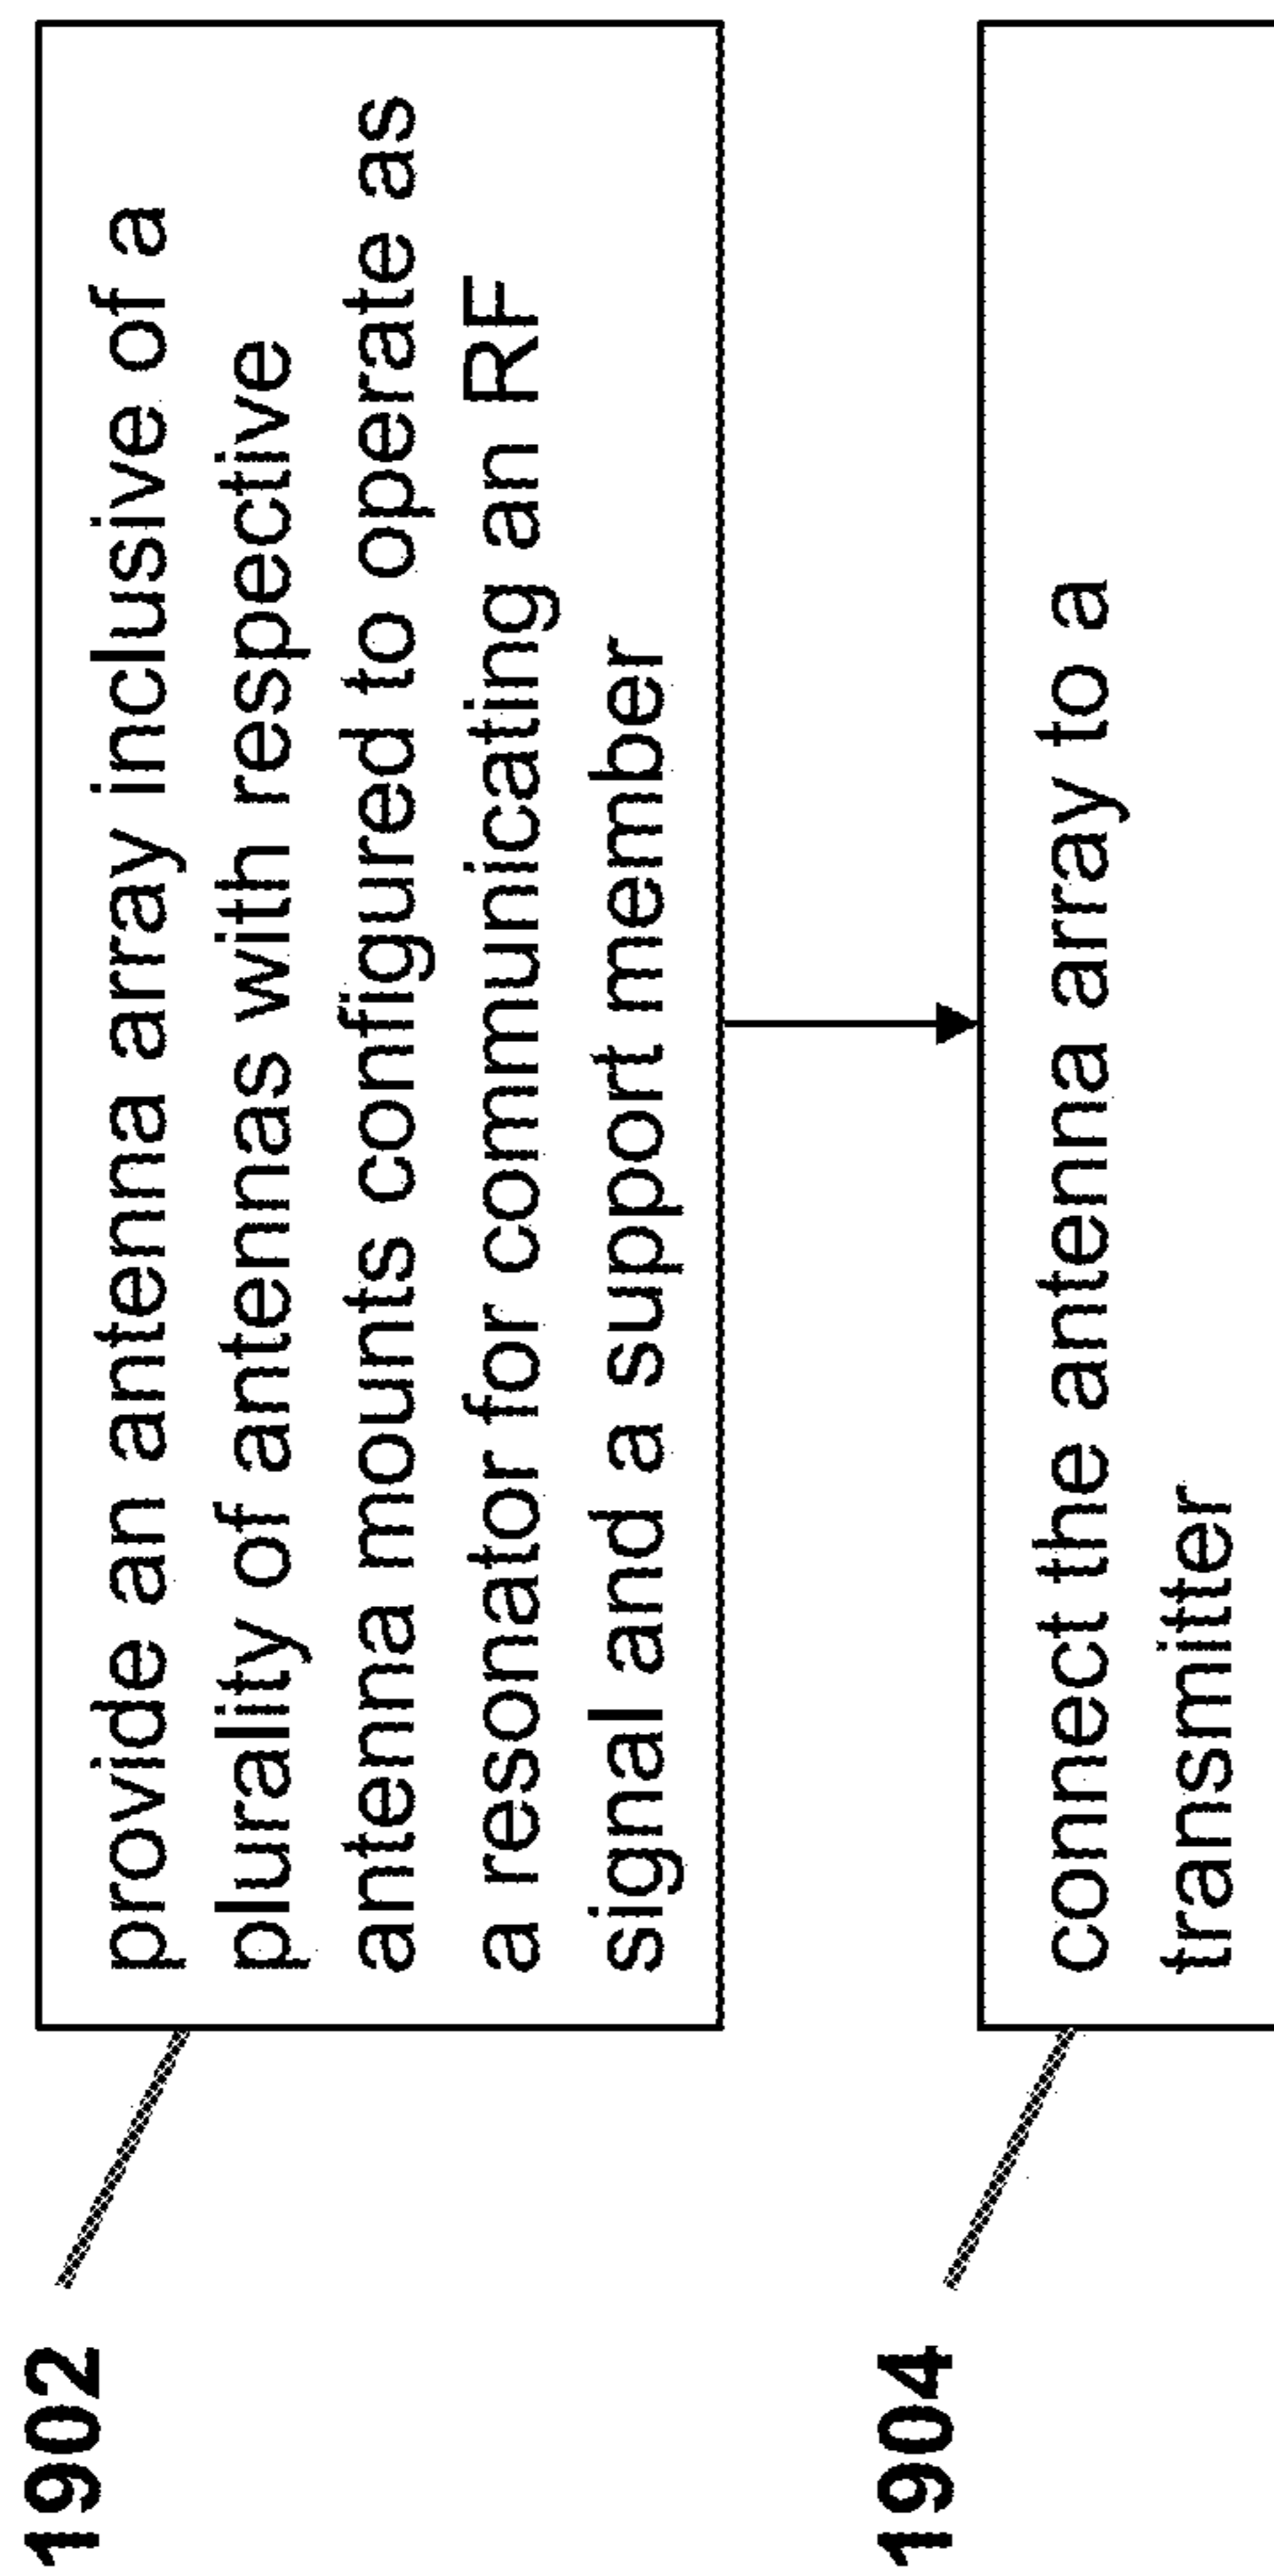 1902
provide an antenna array inclusive of a
plurality of antennas with respective
antenna mounts configured to operate as
a resonator for communicating an RF
signal and a support member
1904
connect the antenna array to a
transmitter